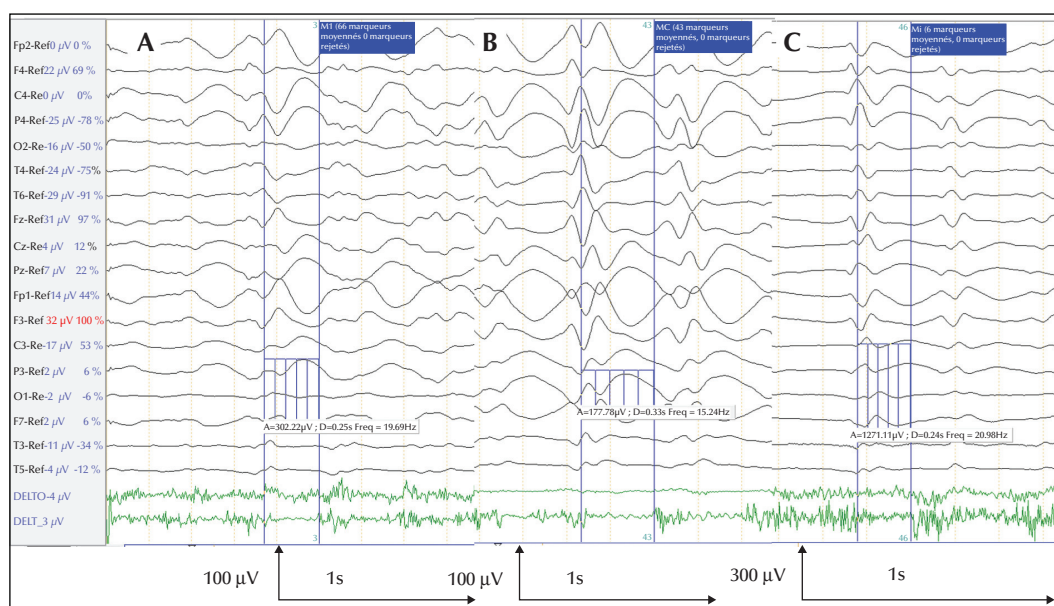 A
B
C
3
M1 (66 marqueurs
moyennés 0 marqueurs
rejetés)
43
MC (43 marqueurs
moyennés, 0 marqueurs
rejetés)
46
Mi (6 marqueurs
moyennés, 0 marqueurs
rejetés)
Fp2-Ref0 µV 0 %
F4-Ref22 µV 69 %
C4-Re0 µV 0%
P4-Ref-25 µV -78 %
O2-Re-16 µV -50 %
T4-Ref-24 µV -75%
T6-Ref-29 µV -91 %
Fz-Ref31 µV 97 %
Cz-Re4 µV 12 %
Pz-Ref7 µV 22 %
Fp1-Ref14 µV 44%
F3-Ref 32 µV 100 %
C3-Re-17 µV 53 %
P3-Ref2 µV 6 %
O1-Re-2 µV -6 %
F7-Ref2 µV 6 %
T3-Ref-11 µV -34 %
T5-Ref-4 µV -12 %
DELTO-4 µV
DELT_3 µV
A=302.22µV ; D=0.25s Freq = 19.69Hz
A=177.78µV ; D=0.33s Freq = 15.24Hz
A=1271.11µV ; D=0.24s Freq = 20.98Hz
3
43
46
100 µV
1s
100 µV
1s
300 µV
1s